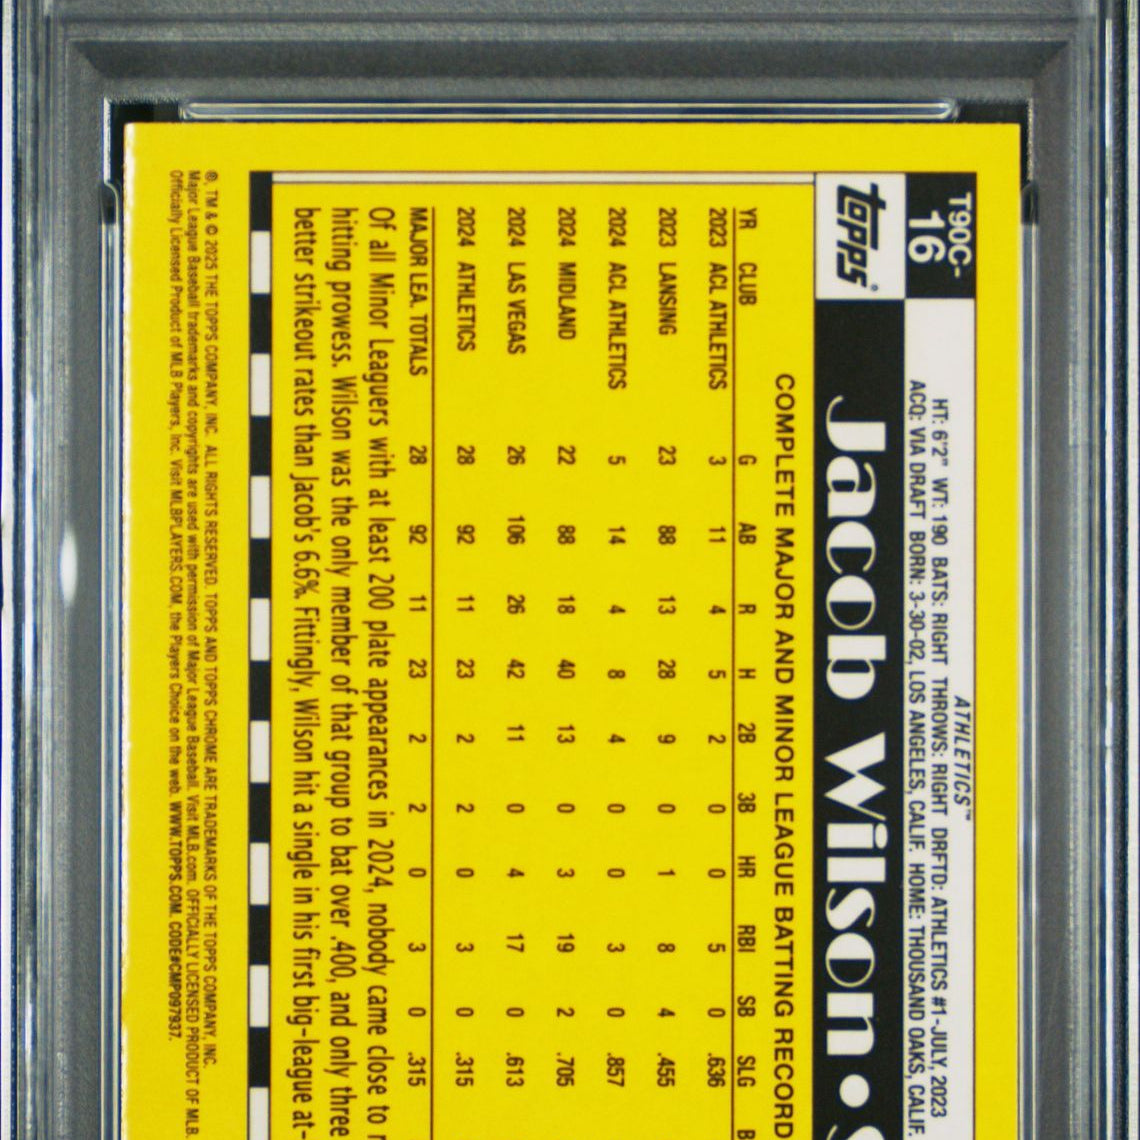 T90C-
16
topps®
ATHLETICS™
HT: 6'2" WT: 190 BATS: RIGHT THROWS: RIGHT DRFTD: ATHLETICS #1-JULY, 2023
ACQ: VIA DRAFT BORN: 3-30-02, LOS ANGELES, CALIF. HOME: THOUSAND OAKS, CALIF.
Jacob Wilson •
COMPLETE MAJOR AND MINOR LEAGUE BATTING RECORD
YR CLUB G AB R H 2B 3B HR RBI SB SLG B
2023 ACL ATHLETICS 3 11 4 5 2 0 0 5 0 .636
2023 LANSING 23 88 13 28 9 0 1 8 4 .455
2024 ACL ATHLETICS 5 14 4 8 4 0 0 3 0 .857
2024 MIDLAND 22 88 18 40 13 0 3 19 2 .705
2024 LAS VEGAS 26 106 26 42 11 0 4 17 0 .613
2024 ATHLETICS 28 92 11 23 2 2 0 3 0 .315
MAJOR LEA. TOTALS 28 92 11 23 2 2 0 3 0 .315
Of all Minor Leaguers with at least 200 plate appearances in 2024, nobody came close to
hitting prowess. Wilson was the only member of that group to bat over .400, and only three
better strikeout rates than Jacob's 6.6%. Fittingly, Wilson hit a single in his first big-league at-
®, TM & © 2025 THE TOPPS COMPANY, INC. ALL RIGHTS RESERVED. TOPPS AND TOPPS CHROME ARE TRADEMARKS OF THE TOPPS COMPANY, INC.
Major League Baseball trademarks and copyrights are used with permission of Major League Baseball. Visit MLB.com. OFFICIALLY LICENSED PRODUCT OF MLB
Officially Licensed Product of MLB Players, Inc. Visit MLBPLAYERS.COM, the Players Choice on the web. WWW.TOPPS.COM. CODE#CMP097937.